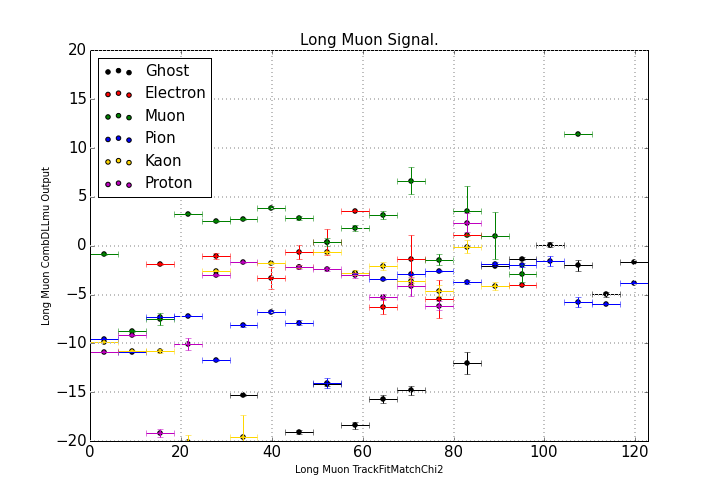 Long Muon Signal.
20
15
10
5
0
−5
−10
−15
−20
Long Muon CombDLLmu Output
Ghost
Electron
Muon
Pion
Kaon
Proton
0 20 40 60 80 100 120
Long Muon TrackFitMatchChi2